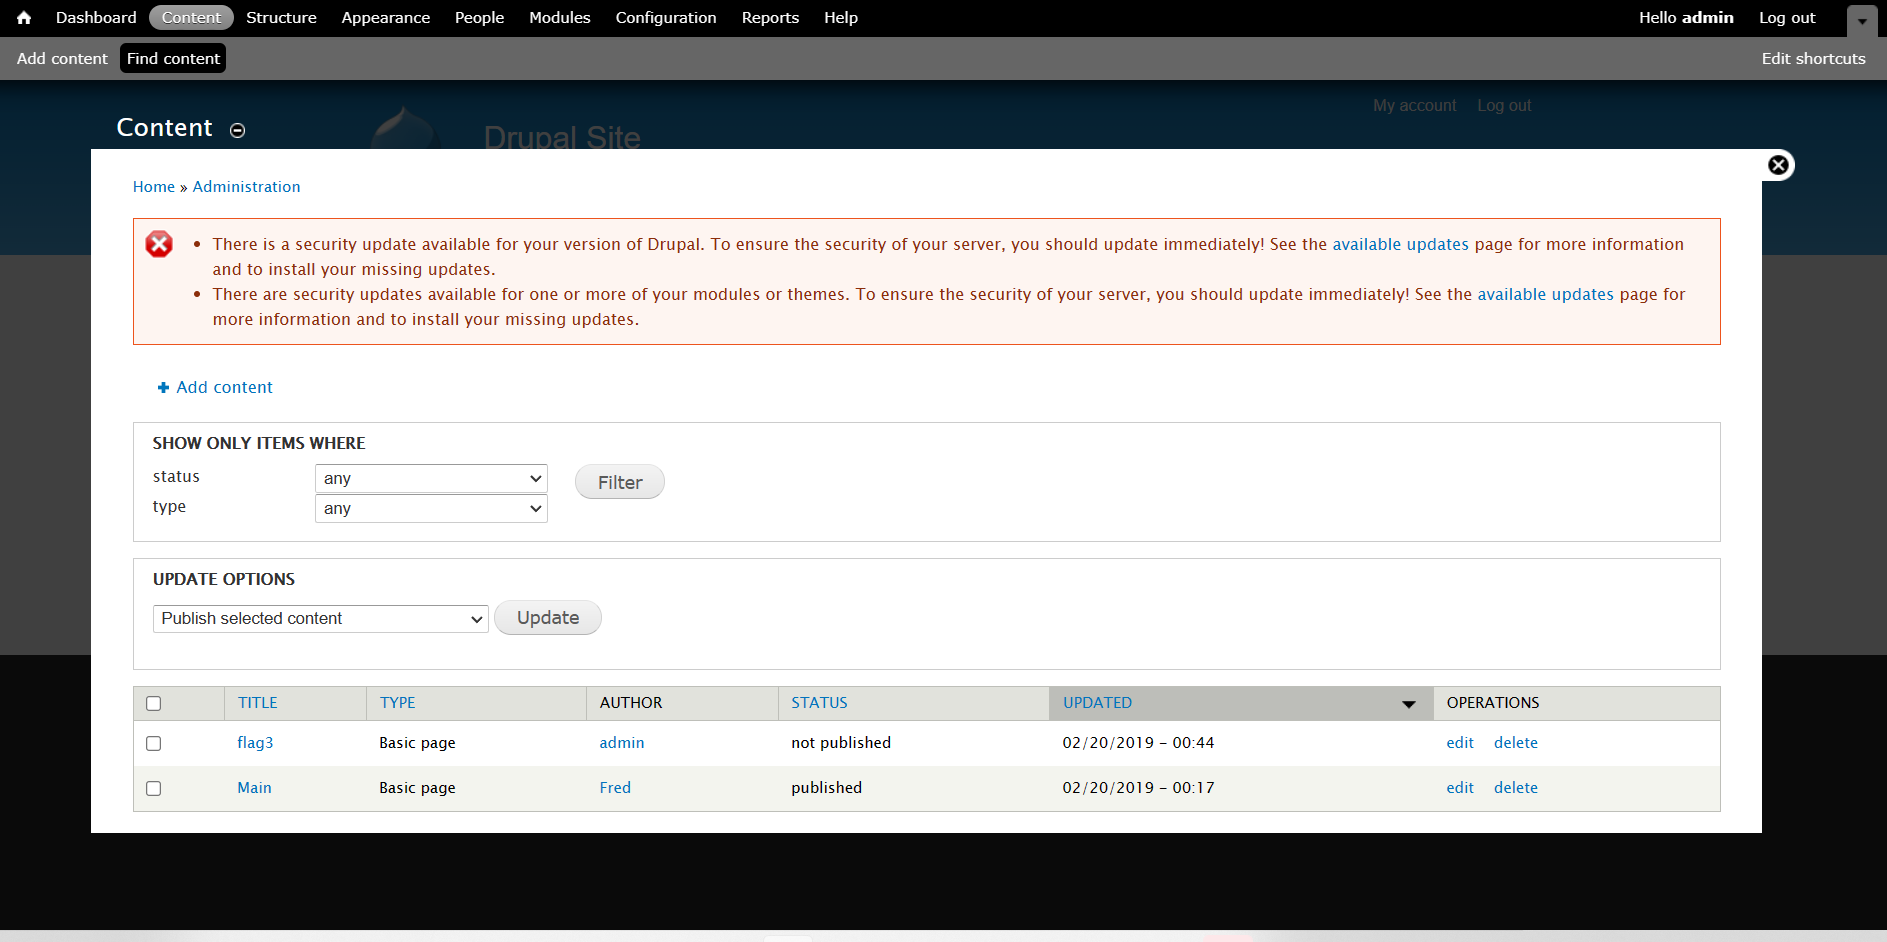 Dashboard Content Structure Appearance People Modules Configuration Reports Help Hello admin Log out
Add content Find content Edit shortcuts
My account Log out
Content
Drupal Site
Home » Administration
There is a security update available for your version of Drupal. To ensure the security of your server, you should update immediately! See the available updates page for more information
and to install your missing updates.
There are security updates available for one or more of your modules or themes. To ensure the security of your server, you should update immediately! See the available updates page for
more information and to install your missing updates.
Add content
SHOW ONLY ITEMS WHERE
status any Filter
type any
UPDATE OPTIONS
Publish selected content Update
TITLE TYPE AUTHOR STATUS UPDATED OPERATIONS
flag3 Basic page admin not published 02/20/2019 - 00:44 edit delete
Main Basic page Fred published 02/20/2019 - 00:17 edit delete